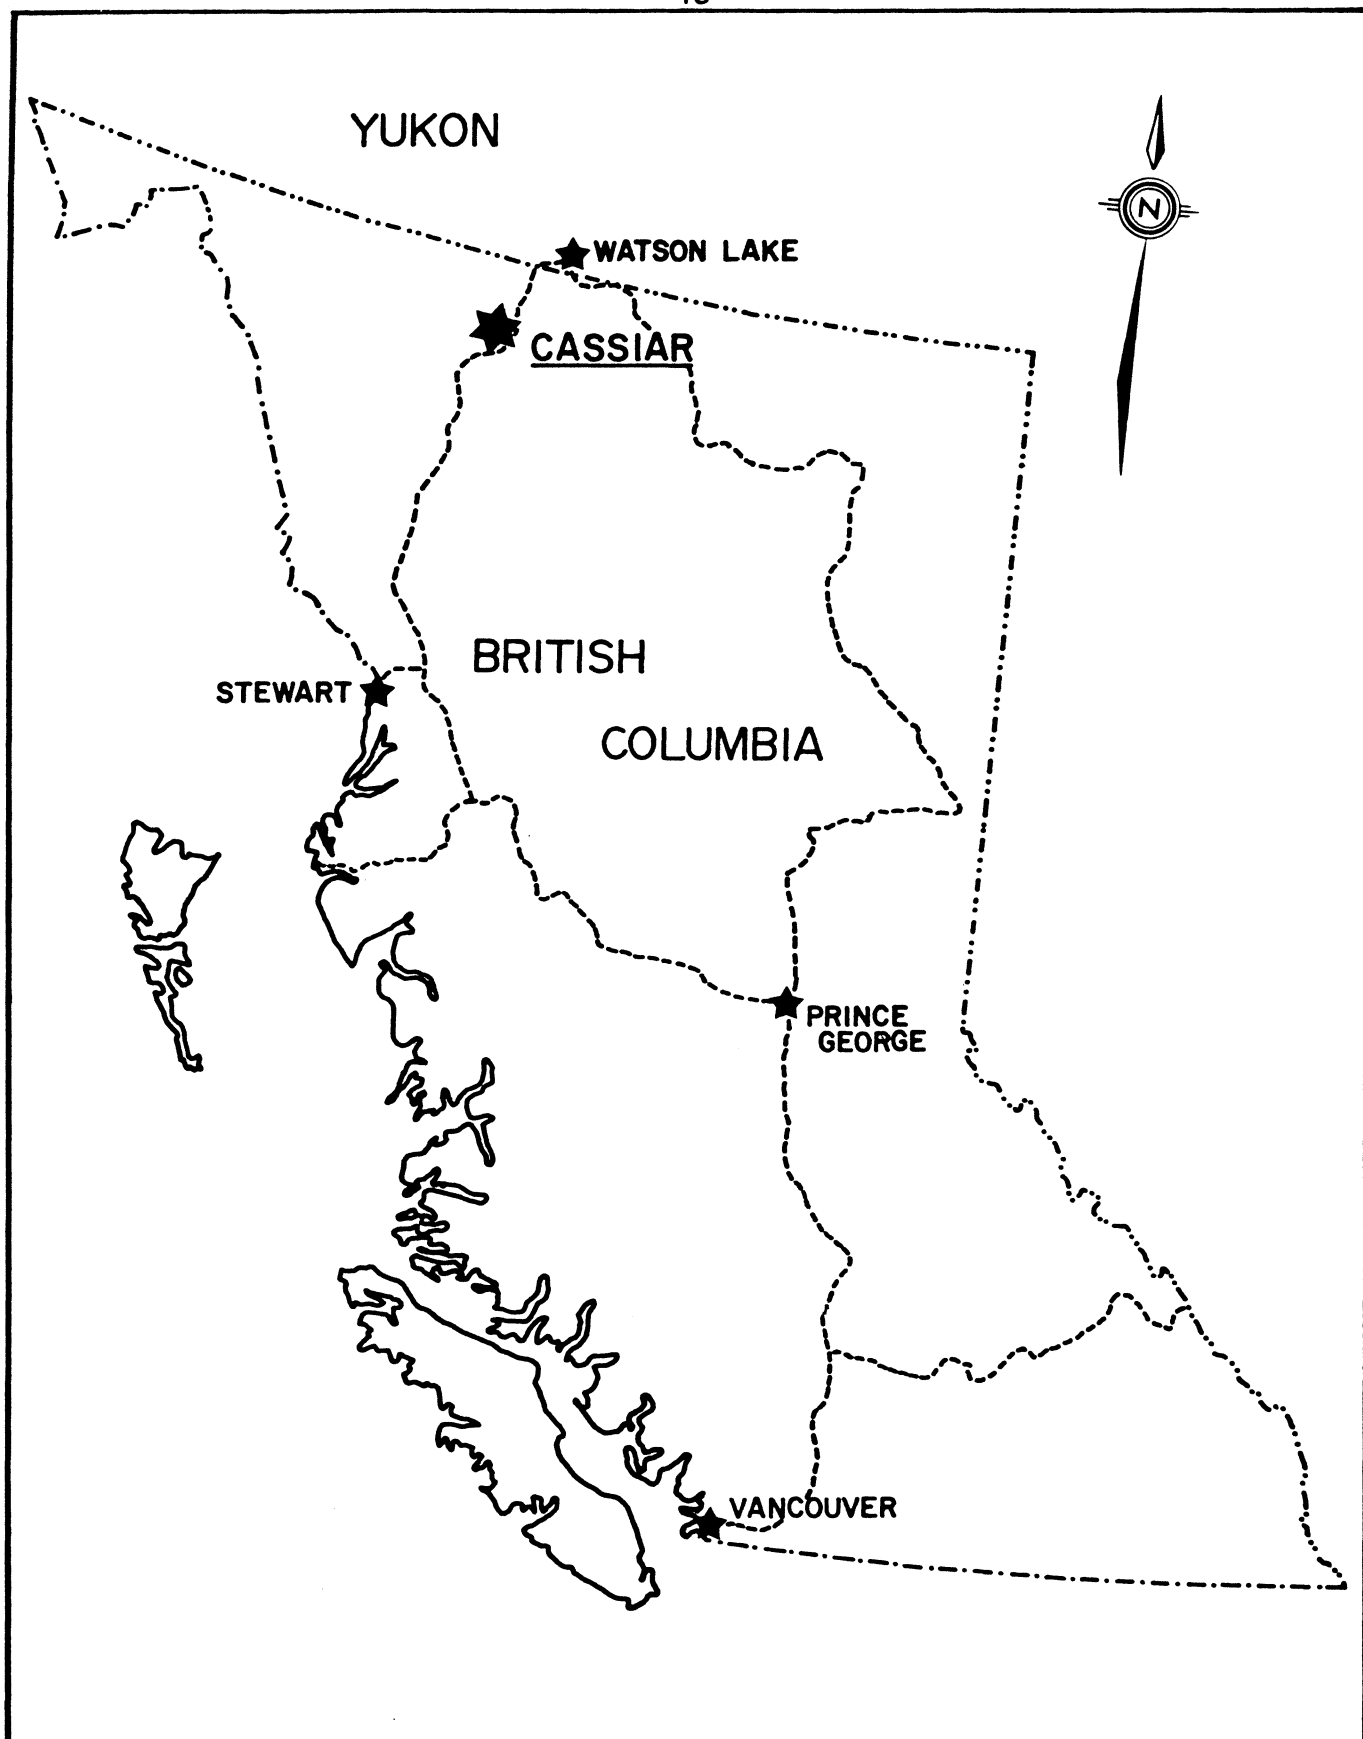 YUKON
N
WATSON LAKE
CASSIAR
BRITISH
STEWART
COLUMBIA
PRINCE
GEORGE
VANCOUVER